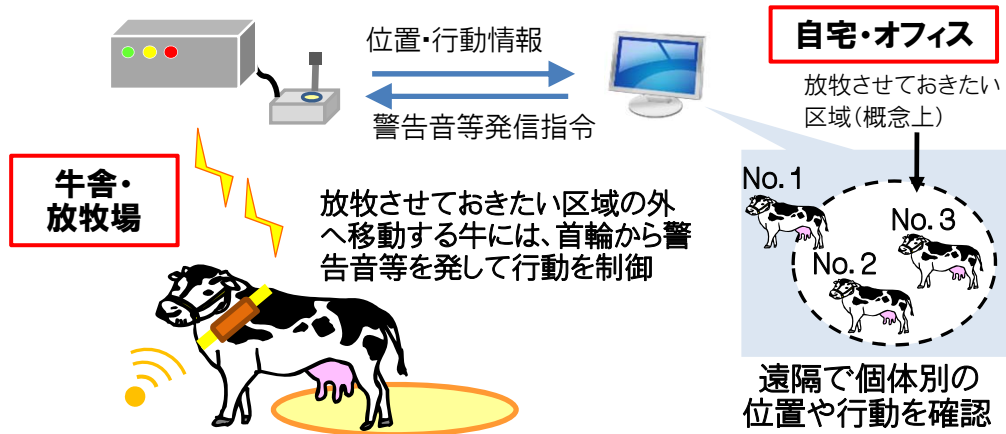 位置・行動情報
警告音等発信指令
自宅・オフィス
放牧させておきたい
区域(概念上)
牛舎・
放牧場
放牧させておきたい区域の外
へ移動する牛には、首輪から警
告音等を発して行動を制御
No.1
No.3
No.2
遠隔で個体別の
位置や行動を確認